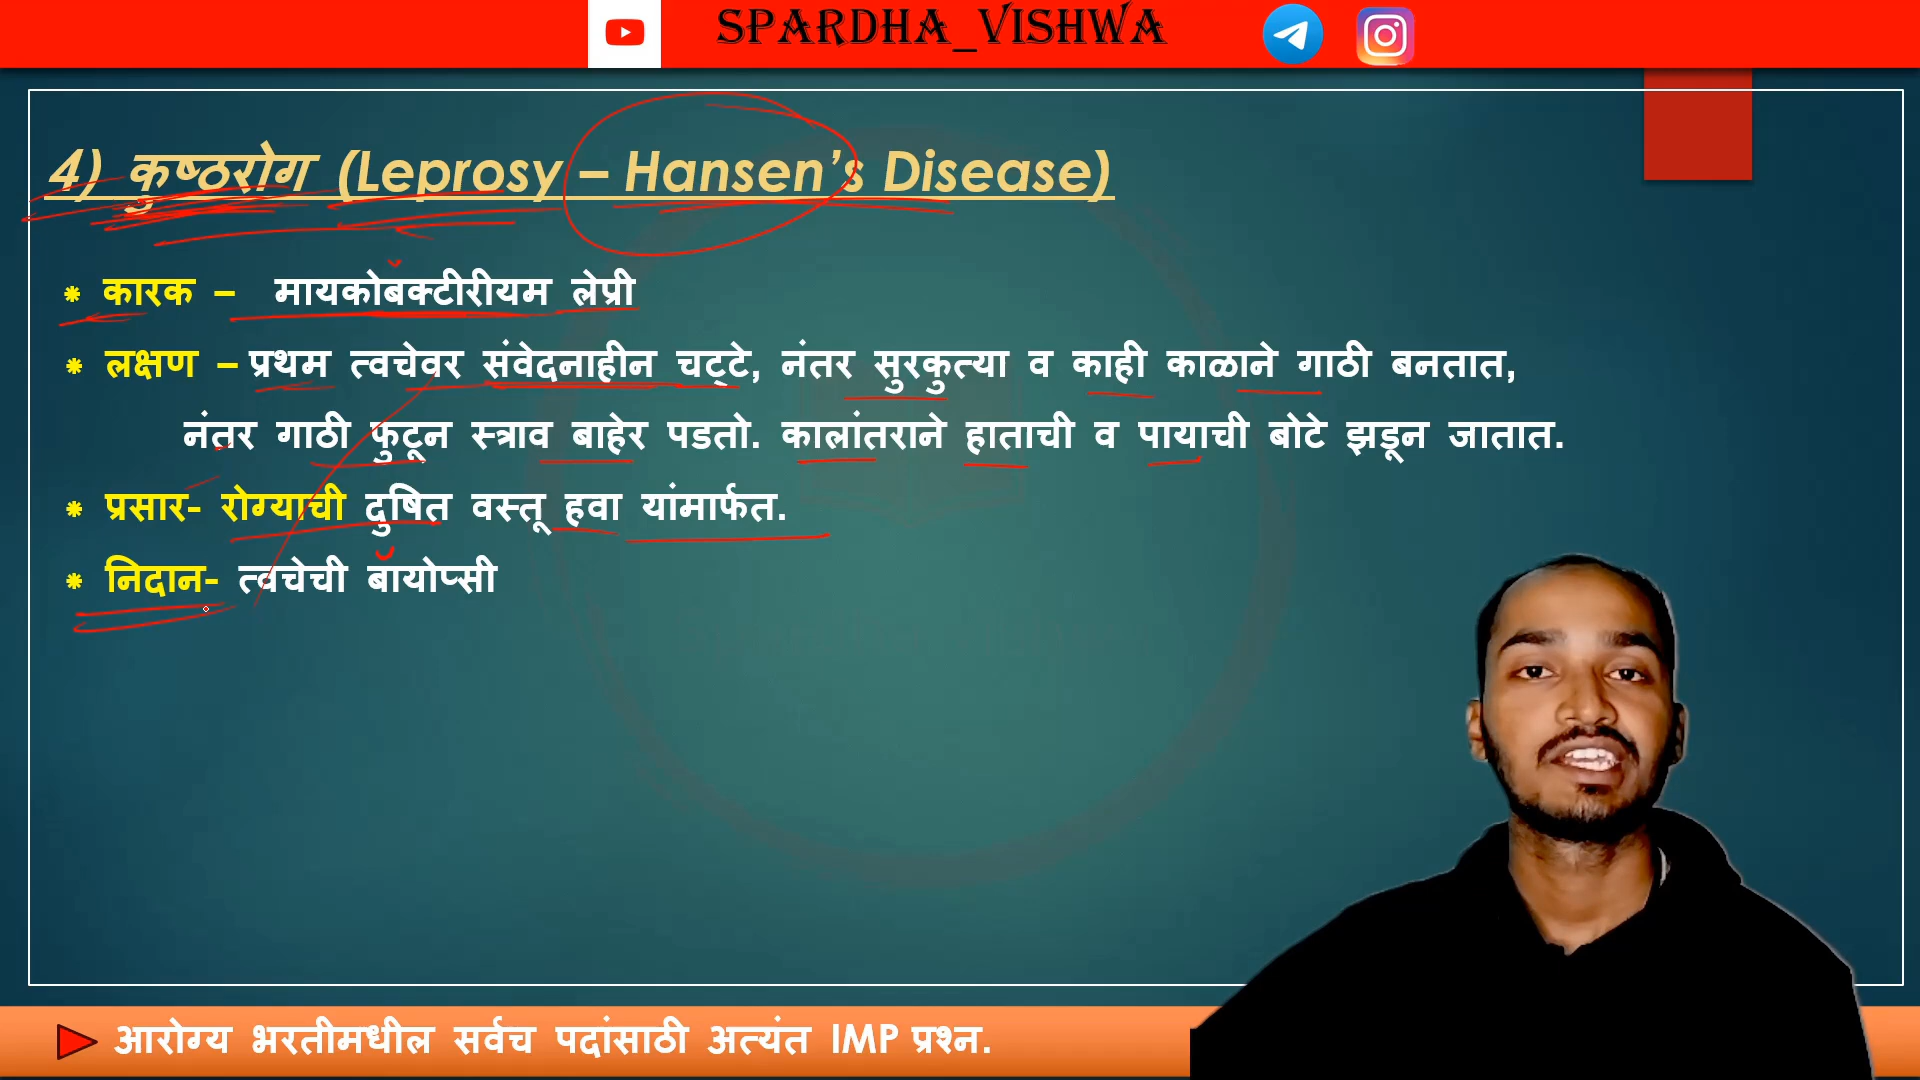 SPARDHA_VISHWA
4) कुष्ठरोग (Leprosy – Hansen's Disease)
कारक – मायकोबक्टीरीयम लेप्री
लक्षण – प्रथम त्वचेवर संवेदनाहीन चट्टे, नंतर सुरकुत्या व काही काळाने गाठी बनतात,
नंतर गाठी फुटून स्त्राव बाहेर पडतो. कालांतराने हाताची व पायाची बोटे झडून जातात.
प्रसार- रोग्याची दुषित वस्तू हवा यांमार्फत.
निदान- त्वचेची बायोप्सी
आरोग्य भरतीमधील सर्वच पदांसाठी अत्यंत IMP प्रश्न.